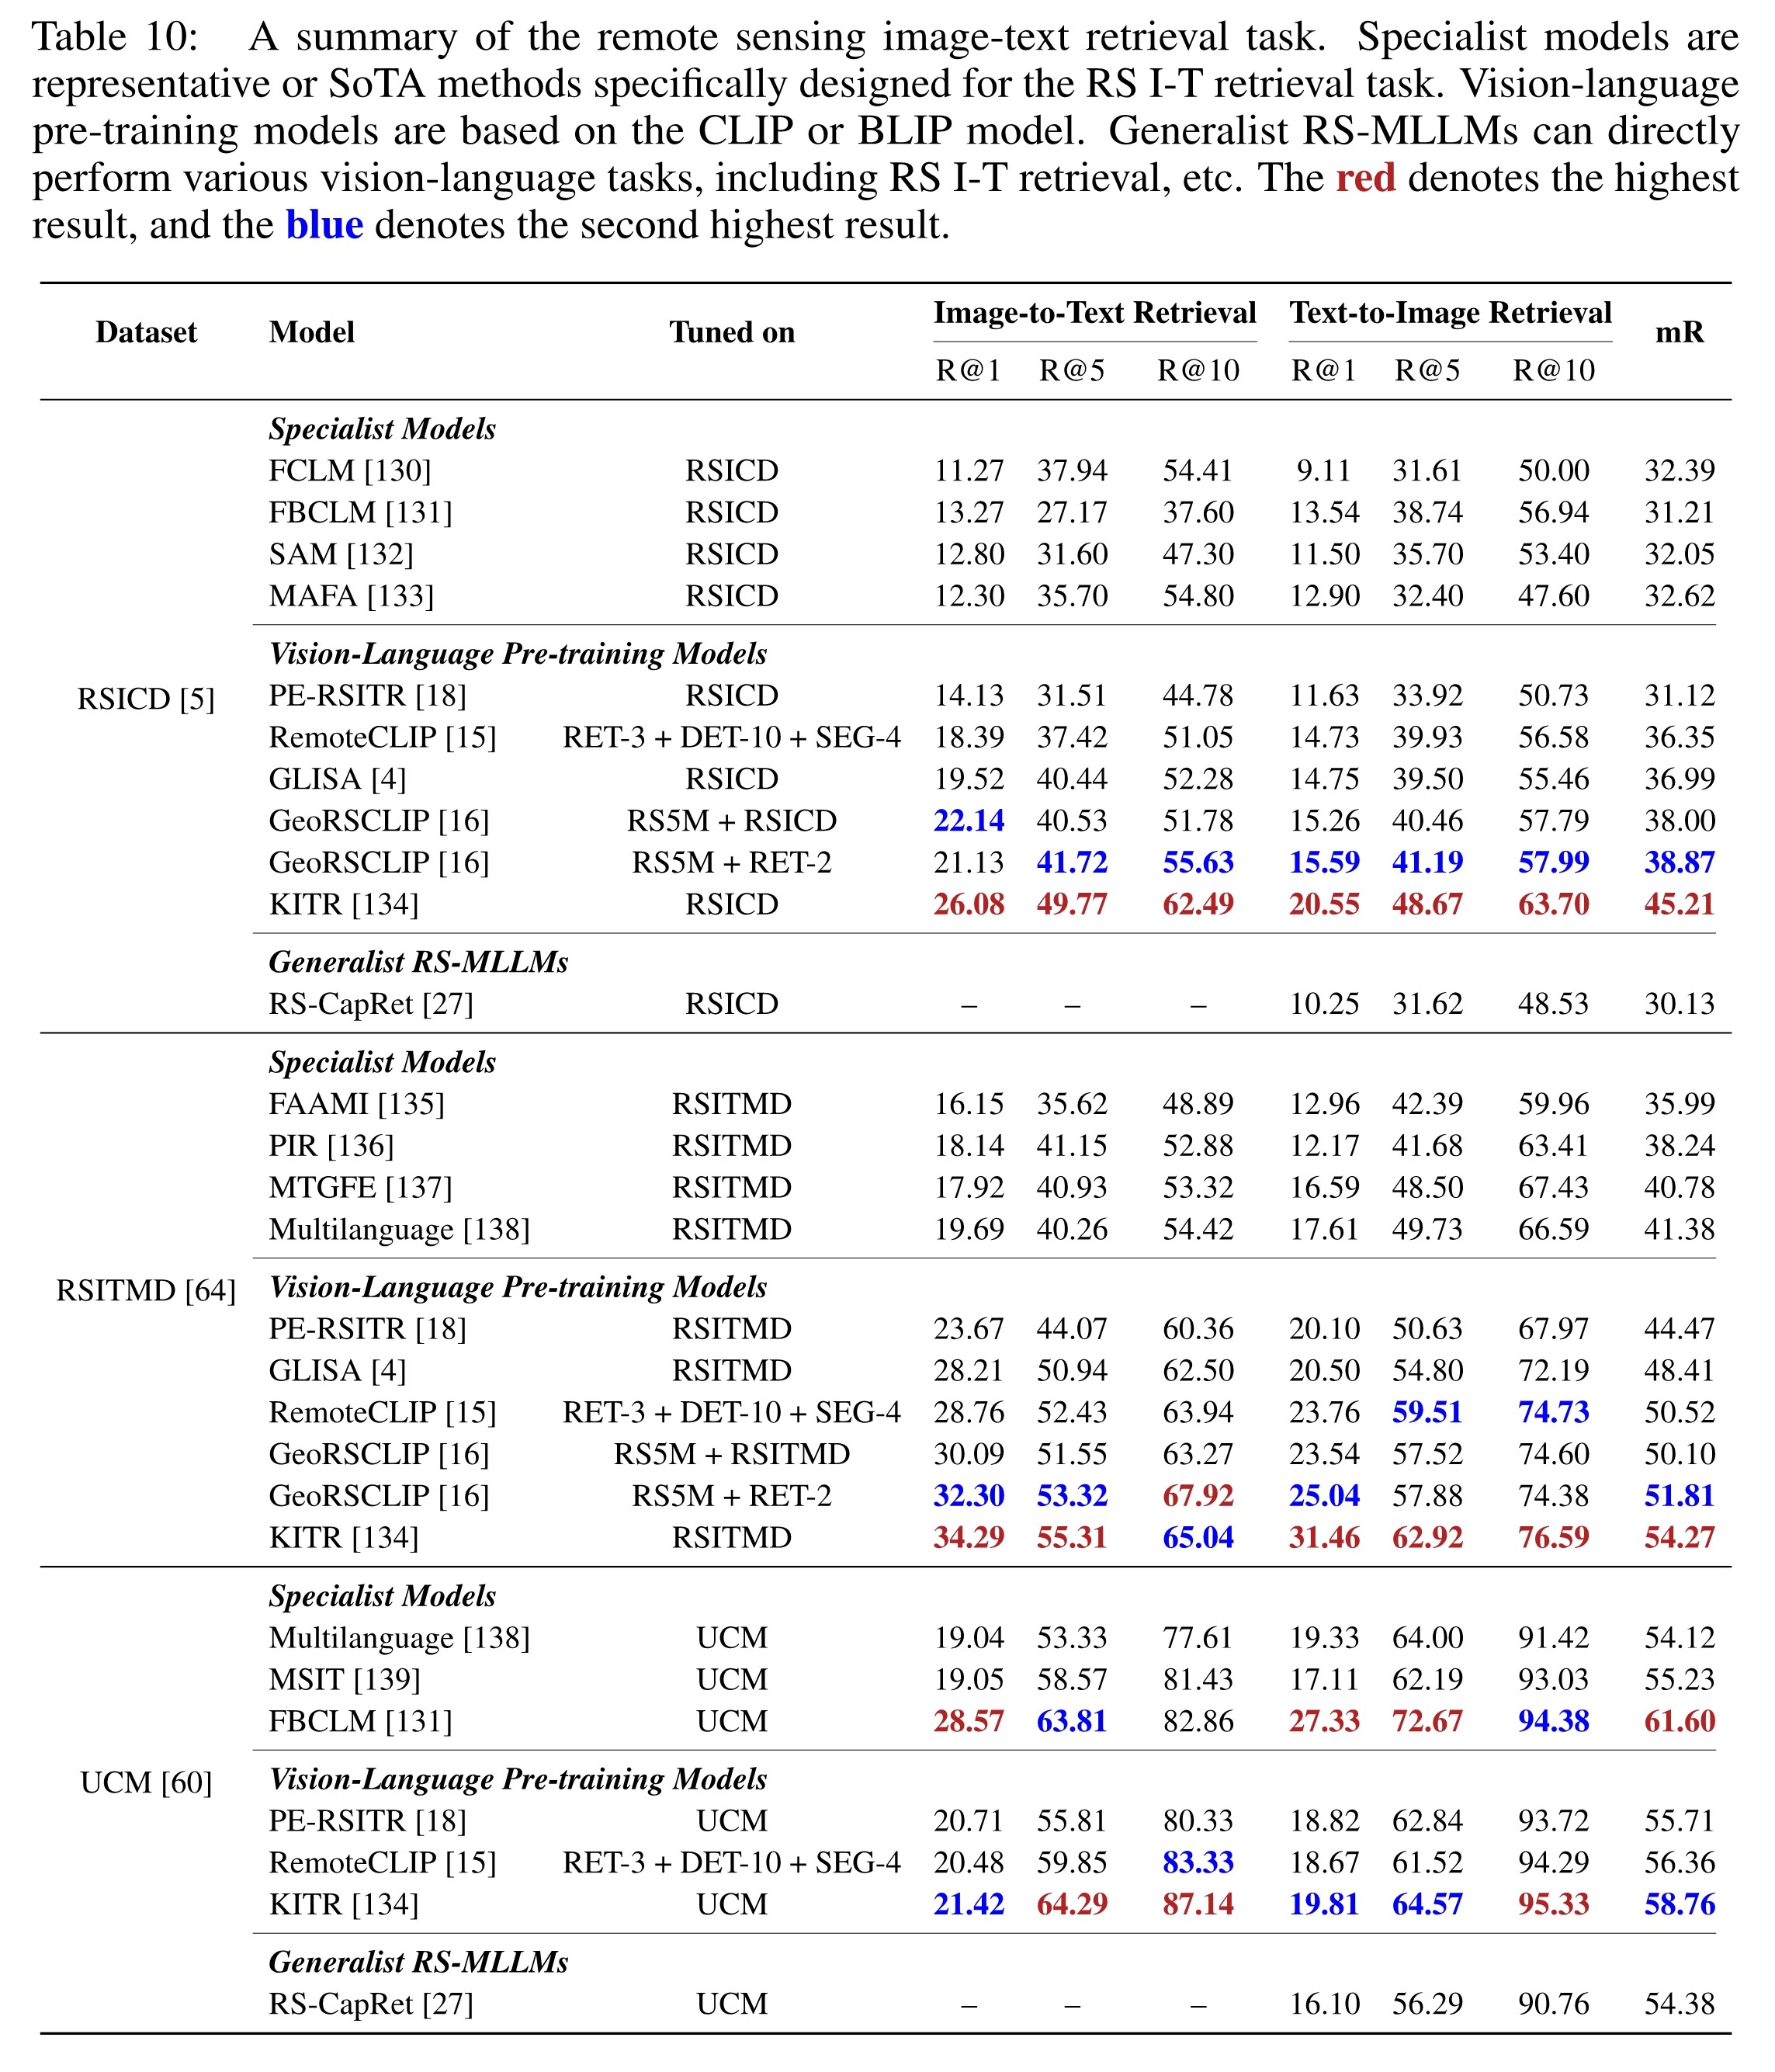 Table 10: A summary of the remote sensing image-text retrieval task. Specialist models are
representative or SoTA methods specifically designed for the RS I-T retrieval task. Vision-language
pre-training models are based on the CLIP or BLIP model. Generalist RS-MLLMs can directly
perform various vision-language tasks, including RS I-T retrieval, etc. The red denotes the highest
result, and the blue denotes the second highest result.
Dataset Model Tuned on Image-to-Text Retrieval Text-to-Image Retrieval mR
R@1 R@5 R@10 R@1 R@5 R@10
Specialist Models
FCLM [130] RSICD 11.27 37.94 54.41 9.11 31.61 50.00 32.39
FBCLM [131] RSICD 13.27 27.17 37.60 13.54 38.74 56.94 31.21
SAM [132] RSICD 12.80 31.60 47.30 11.50 35.70 53.40 32.05
MAFA [133] RSICD 12.30 35.70 54.80 12.90 32.40 47.60 32.62
Vision-Language Pre-training Models
RSICD [5] PE-RSITR [18] RSICD 14.13 31.51 44.78 11.63 33.92 50.73 31.12
RemoteCLIP [15] RET-3 + DET-10 + SEG-4 18.39 37.42 51.05 14.73 39.93 56.58 36.35
GLISA [4] RSICD 19.52 40.44 52.28 14.75 39.50 55.46 36.99
GeoRSCLIP [16] RS5M + RSICD 22.14 40.53 51.78 15.26 40.46 57.79 38.00
GeoRSCLIP [16] RS5M + RET-2 21.13 41.72 55.63 15.59 41.19 57.99 38.87
KITR [134] RSICD 26.08 49.77 62.49 20.55 48.67 63.70 45.21
Generalist RS-MLLMs
RS-CapRet [27] RSICD – – – 10.25 31.62 48.53 30.13
Specialist Models
FAAMI [135] RSITMD 16.15 35.62 48.89 12.96 42.39 59.96 35.99
PIR [136] RSITMD 18.14 41.15 52.88 12.17 41.68 63.41 38.24
MTGFE [137] RSITMD 17.92 40.93 53.32 16.59 48.50 67.43 40.78
Multilanguage [138] RSITMD 19.69 40.26 54.42 17.61 49.73 66.59 41.38
RSITMD [64] Vision-Language Pre-training Models
PE-RSITR [18] RSITMD 23.67 44.07 60.36 20.10 50.63 67.97 44.47
GLISA [4] RSITMD 28.21 50.94 62.50 20.50 54.80 72.19 48.41
RemoteCLIP [15] RET-3 + DET-10 + SEG-4 28.76 52.43 63.94 23.76 59.51 74.73 50.52
GeoRSCLIP [16] RS5M + RSITMD 30.09 51.55 63.27 23.54 57.52 74.60 50.10
GeoRSCLIP [16] RS5M + RET-2 32.30 53.32 67.92 25.04 57.88 74.38 51.81
KITR [134] RSITMD 34.29 55.31 65.04 31.46 62.92 76.59 54.27
Specialist Models
Multilanguage [138] UCM 19.04 53.33 77.61 19.33 64.00 91.42 54.12
MSIT [139] UCM 19.05 58.57 81.43 17.11 62.19 93.03 55.23
FBCLM [131] UCM 28.57 63.81 82.86 27.33 72.67 94.38 61.60
UCM [60] Vision-Language Pre-training Models
PE-RSITR [18] UCM 20.71 55.81 80.33 18.82 62.84 93.72 55.71
RemoteCLIP [15] RET-3 + DET-10 + SEG-4 20.48 59.85 83.33 18.67 61.52 94.29 56.36
KITR [134] UCM 21.42 64.29 87.14 19.81 64.57 95.33 58.76
Generalist RS-MLLMs
RS-CapRet [27] UCM – – – 16.10 56.29 90.76 54.38